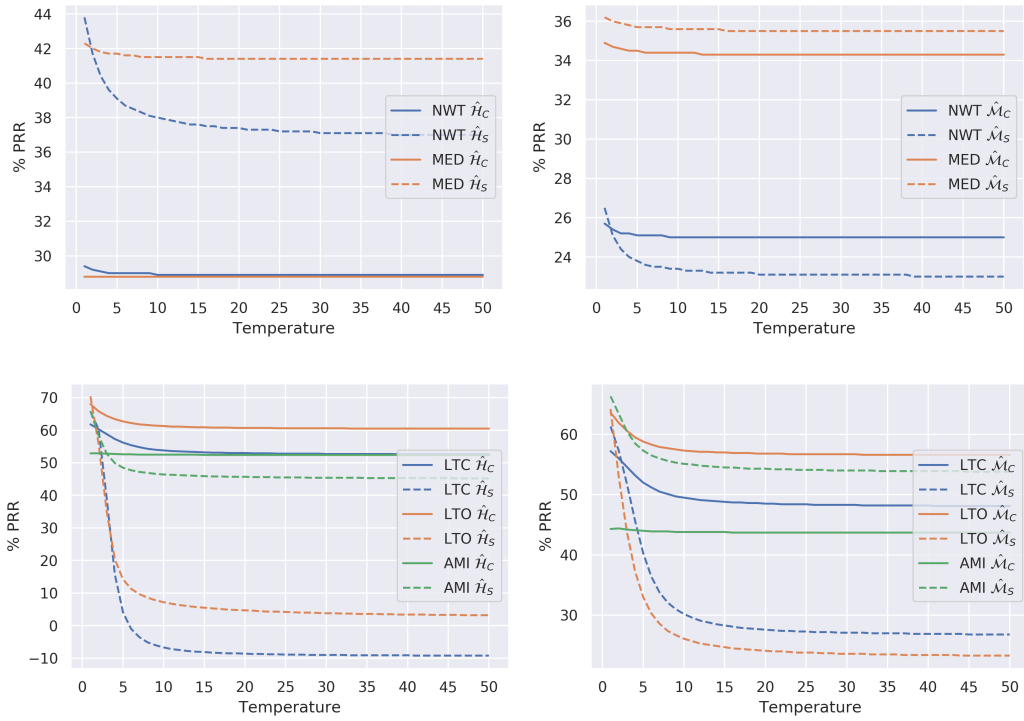 44
42
40
38
36
34
32
30
% PRR
0 5 10 15 20 25 30 35 40 45 50
Temperature
NWT Ĥ_C
NWT Ĥ_S
MED Ĥ_C
MED Ĥ_S
36
34
32
30
28
26
24
% PRR
0 5 10 15 20 25 30 35 40 45 50
Temperature
NWT M̂_C
NWT M̂_S
MED M̂_C
MED M̂_S
70
60
50
40
30
20
10
0
−10
% PRR
0 5 10 15 20 25 30 35 40 45 50
Temperature
LTC Ĥ_C
LTC Ĥ_S
LTO Ĥ_C
LTO Ĥ_S
AMI Ĥ_C
AMI Ĥ_S
60
50
40
30
% PRR
0 5 10 15 20 25 30 35 40 45 50
Temperature
LTC M̂_C
LTC M̂_S
LTO M̂_C
LTO M̂_S
AMI M̂_C
AMI M̂_S